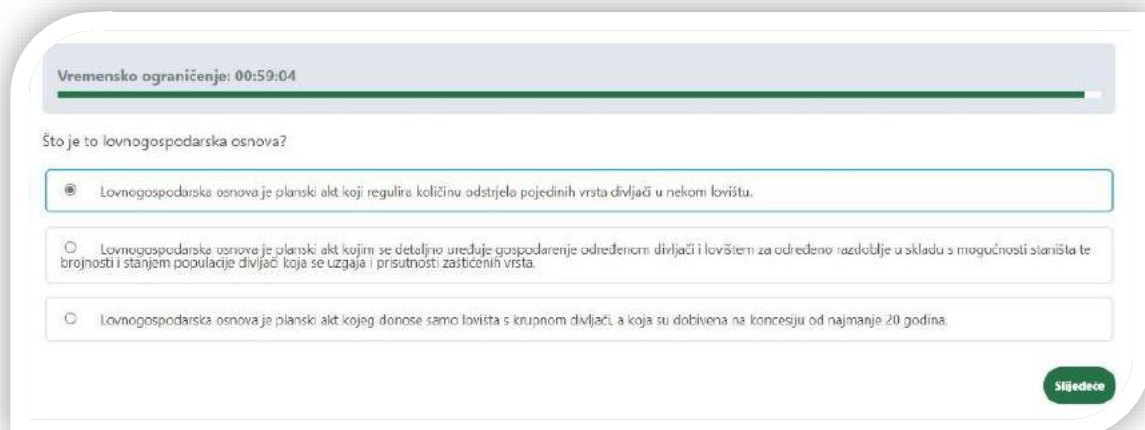 Vremensko ograničenje: 00:59:04
Što je to lovnogospodarska osnova?
Lovnogospodarska osnova je planski akt koji regulira količinu odstrjela pojedinih vrsta divljači u nekom lovištu.
Lovnogospodarska osnova je planski akt kojim se detaljno uređuje gospodarenje određenom divljači i lovištem za određeno razdoblje u skladu s mogućnosti staništa te
brojnosti i stanjem populacije divljači koja se uzgaja i prisutnosti zaštićenih vrsta.
Lovnogospodarska osnova je planski akt kojeg donose samo lovišta s krupnom divljači, a koja su dobivena na koncesiju od najmanje 20 godina.
Slijedeće